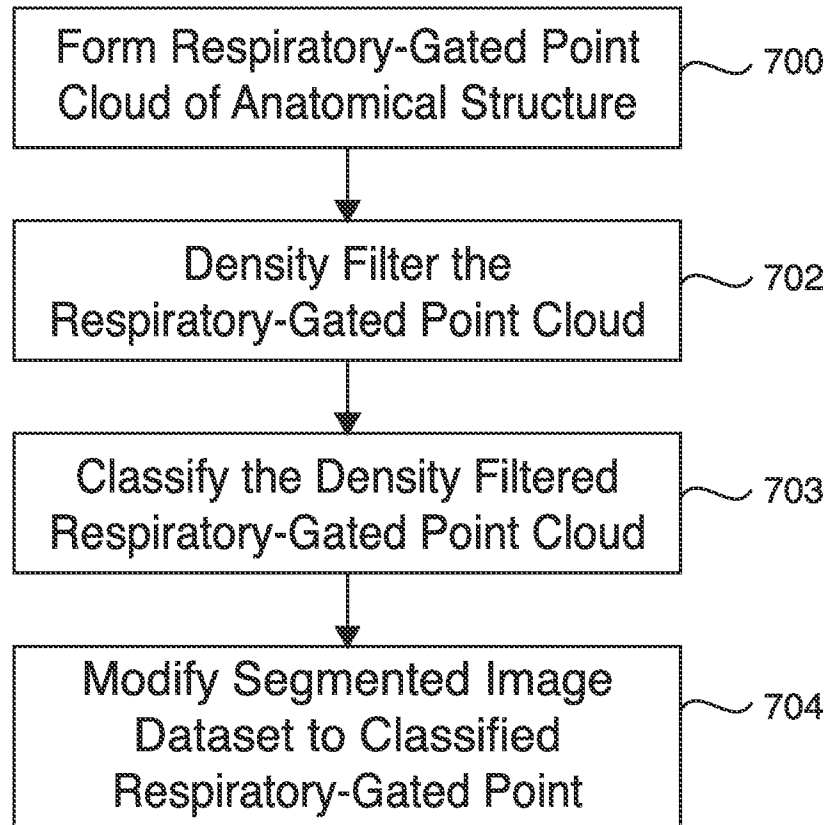 Form Respiratory-Gated Point
Cloud of Anatomical Structure
700
Density Filter the
Respiratory-Gated Point Cloud
702
Classify the Density Filtered
Respiratory-Gated Point Cloud
703
Modify Segmented Image
Dataset to Classified
Respiratory-Gated Point
704